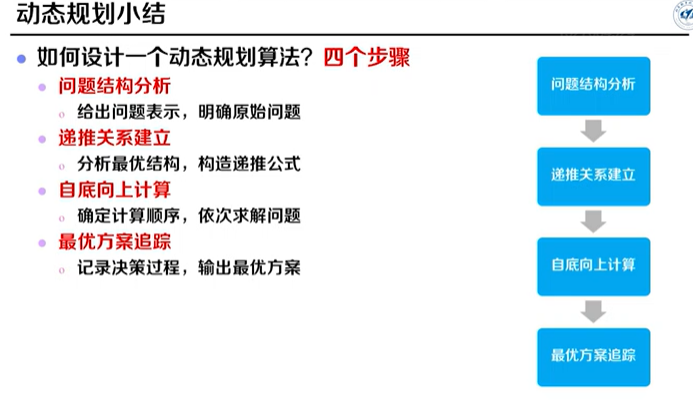 动态规划小结
如何设计一个动态规划算法？四个步骤
问题结构分析
给出问题表示，明确原始问题
递推关系建立
分析最优结构，构造递推公式
自底向上计算
确定计算顺序，依次求解问题
最优方案追踪
记录决策过程，输出最优方案
问题结构分析
递推关系建立
自底向上计算
最优方案追踪